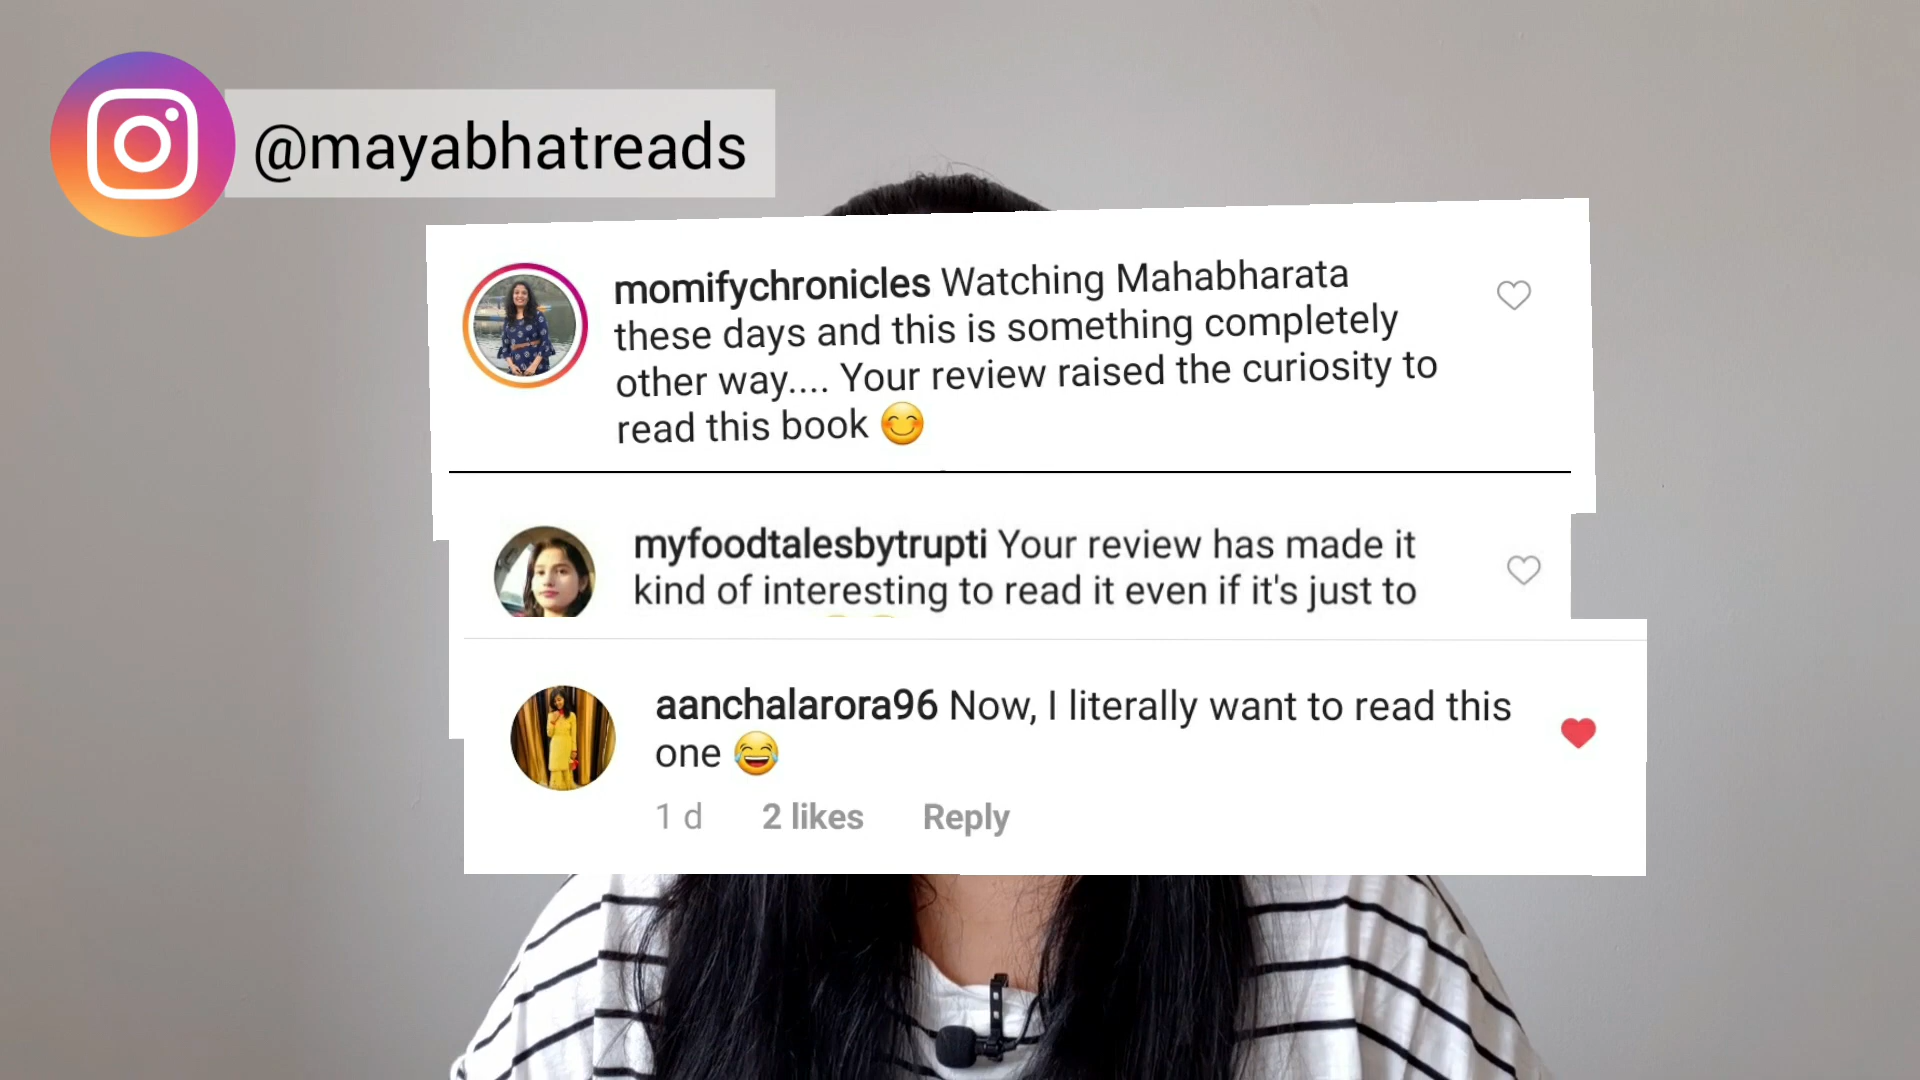 @mayabhatreads
momifychronicles Watching Mahabharata
these days and this is something completely
other way.... Your review raised the curiosity to
read this book 😊
myfoodtalesbytrupti Your review has made it
kind of interesting to read it even if it's just to
aanchalarora96 Now, I literally want to read this
one 😂
1 d 2 likes Reply